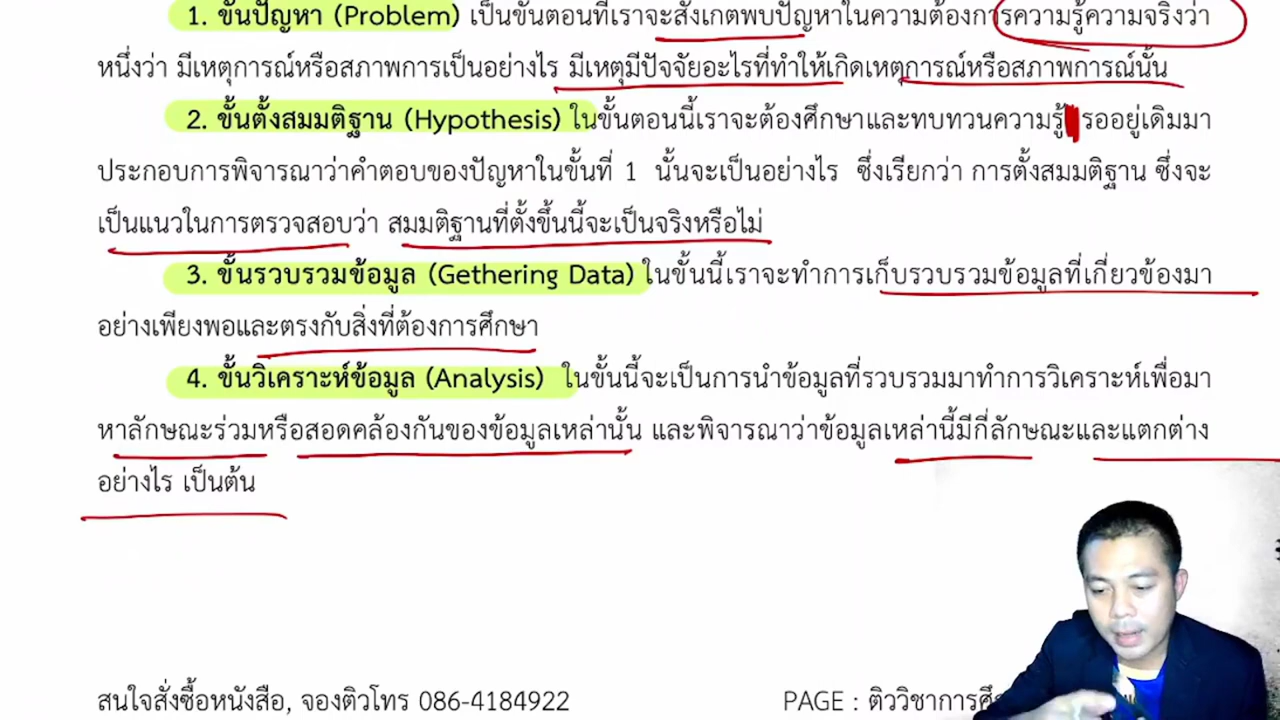 1. ขั้นปัญหา (Problem) เป็นขั้นตอนที่เราจะสังเกตพบปัญหาในความต้องการความรู้ความจริงว่า
หนึ่งว่า มีเหตุการณ์หรือสภาพการเป็นอย่างไร มีเหตุมีปัจจัยอะไรที่ทำให้เกิดเหตุการณ์หรือสภาพการณ์นั้น
2. ขั้นตั้งสมมติฐาน (Hypothesis) ในขั้นตอนนี้เราจะต้องศึกษาและทบทวนความรู้ รออยู่เดิมมา
ประกอบการพิจารณาว่าคำตอบของปัญหาในขั้นที่ 1 นั้นจะเป็นอย่างไร ซึ่งเรียกว่า การตั้งสมมติฐาน ซึ่งจะ
เป็นแนวในการตรวจสอบว่า สมมติฐานที่ตั้งขึ้นนี้จะเป็นจริงหรือไม่
3. ขั้นรวบรวมข้อมูล (Gethering Data) ในขั้นนี้เราจะทำการเก็บรวบรวมข้อมูลที่เกี่ยวข้องมา
อย่างเพียงพอและตรงกับสิ่งที่ต้องการศึกษา
4. ขั้นวิเคราะห์ข้อมูล (Analysis) ในขั้นนี้จะเป็นการนำข้อมูลที่รวบรวมมาทำการวิเคราะห์เพื่อมา
หาลักษณะร่วมหรือสอดคล้องกันของข้อมูลเหล่านั้น และพิจารณาว่าข้อมูลเหล่านี้มีกี่ลักษณะและแตกต่าง
อย่างไร เป็นต้น
สนใจสั่งซื้อหนังสือ, จองติวโทร 086-4184922 PAGE : ติววิชาการศึ